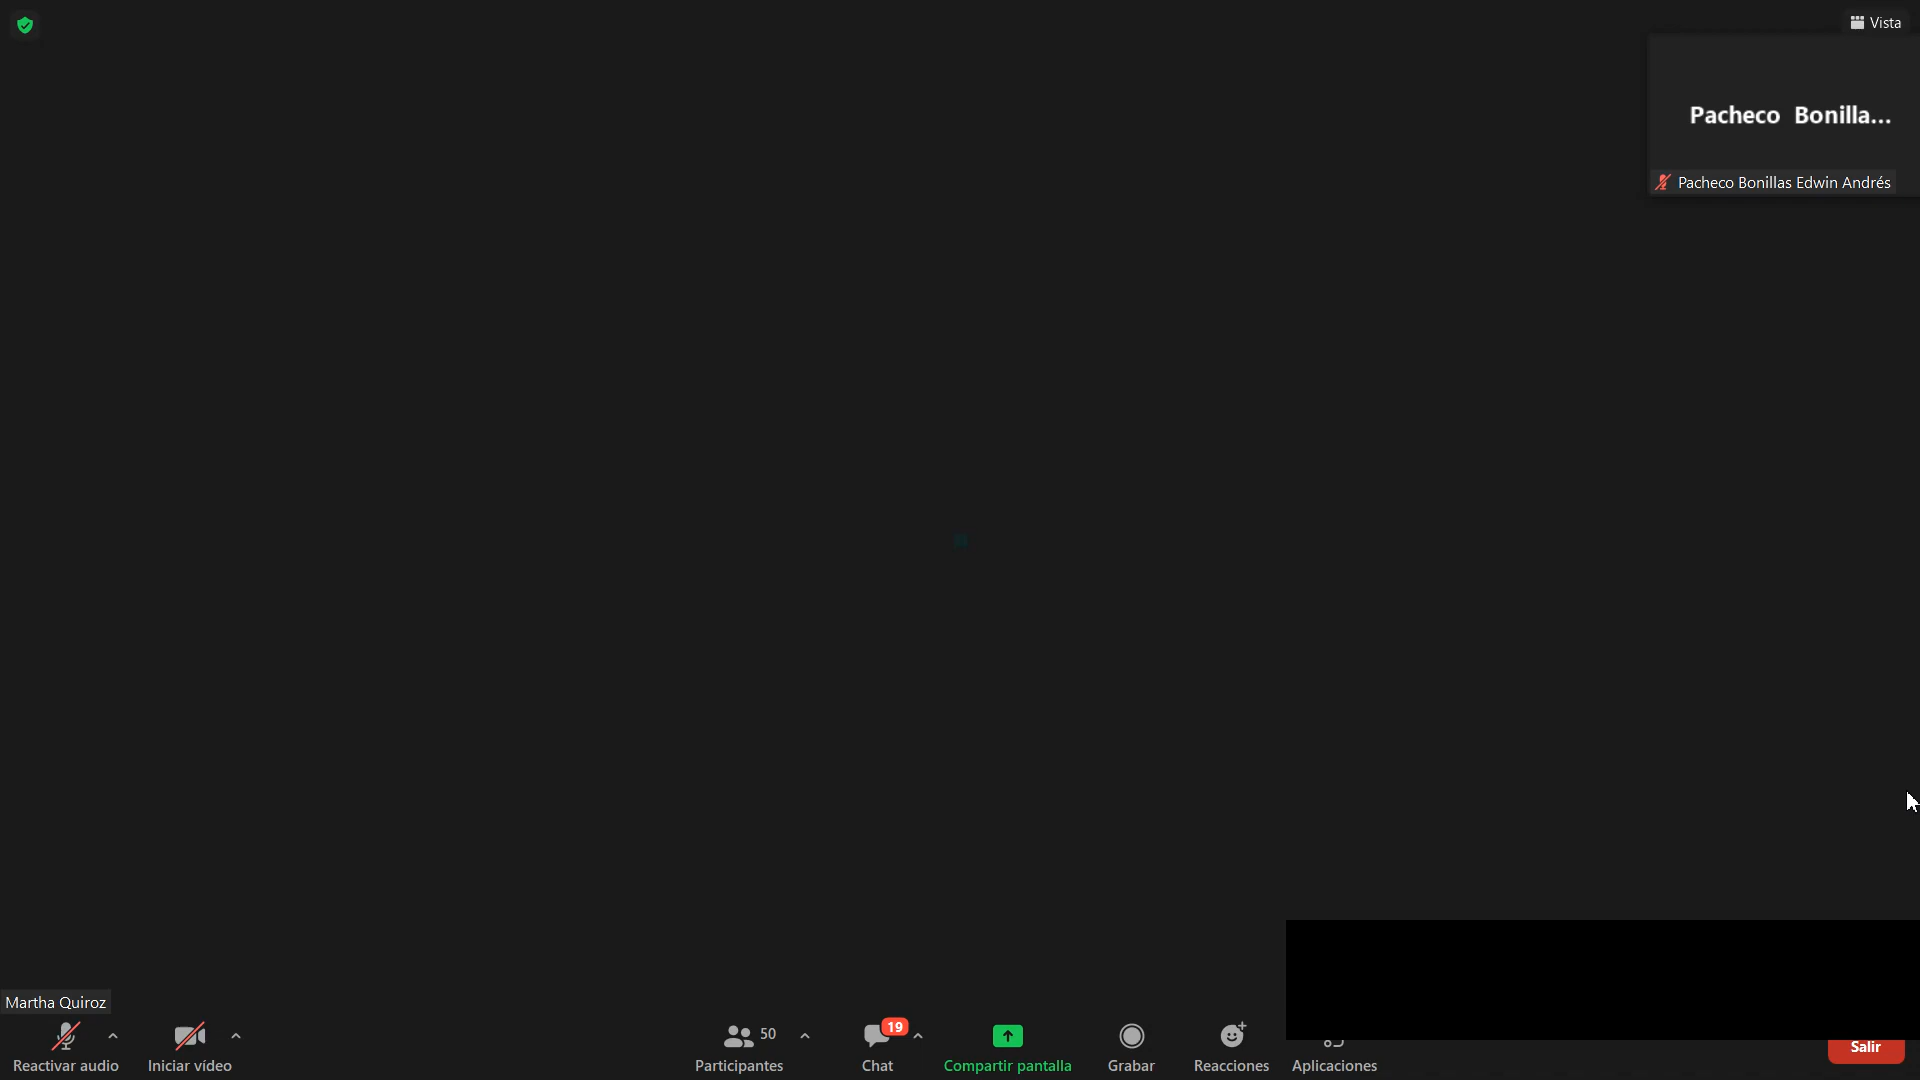 Vista
Pacheco Bonilla...
Pacheco Bonillas Edwin Andrés
Martha Quiroz
Reactivar audio
Iniciar vídeo
50
Participantes
19
Chat
Compartir pantalla
Grabar
Reacciones
Aplicaciones
Salir